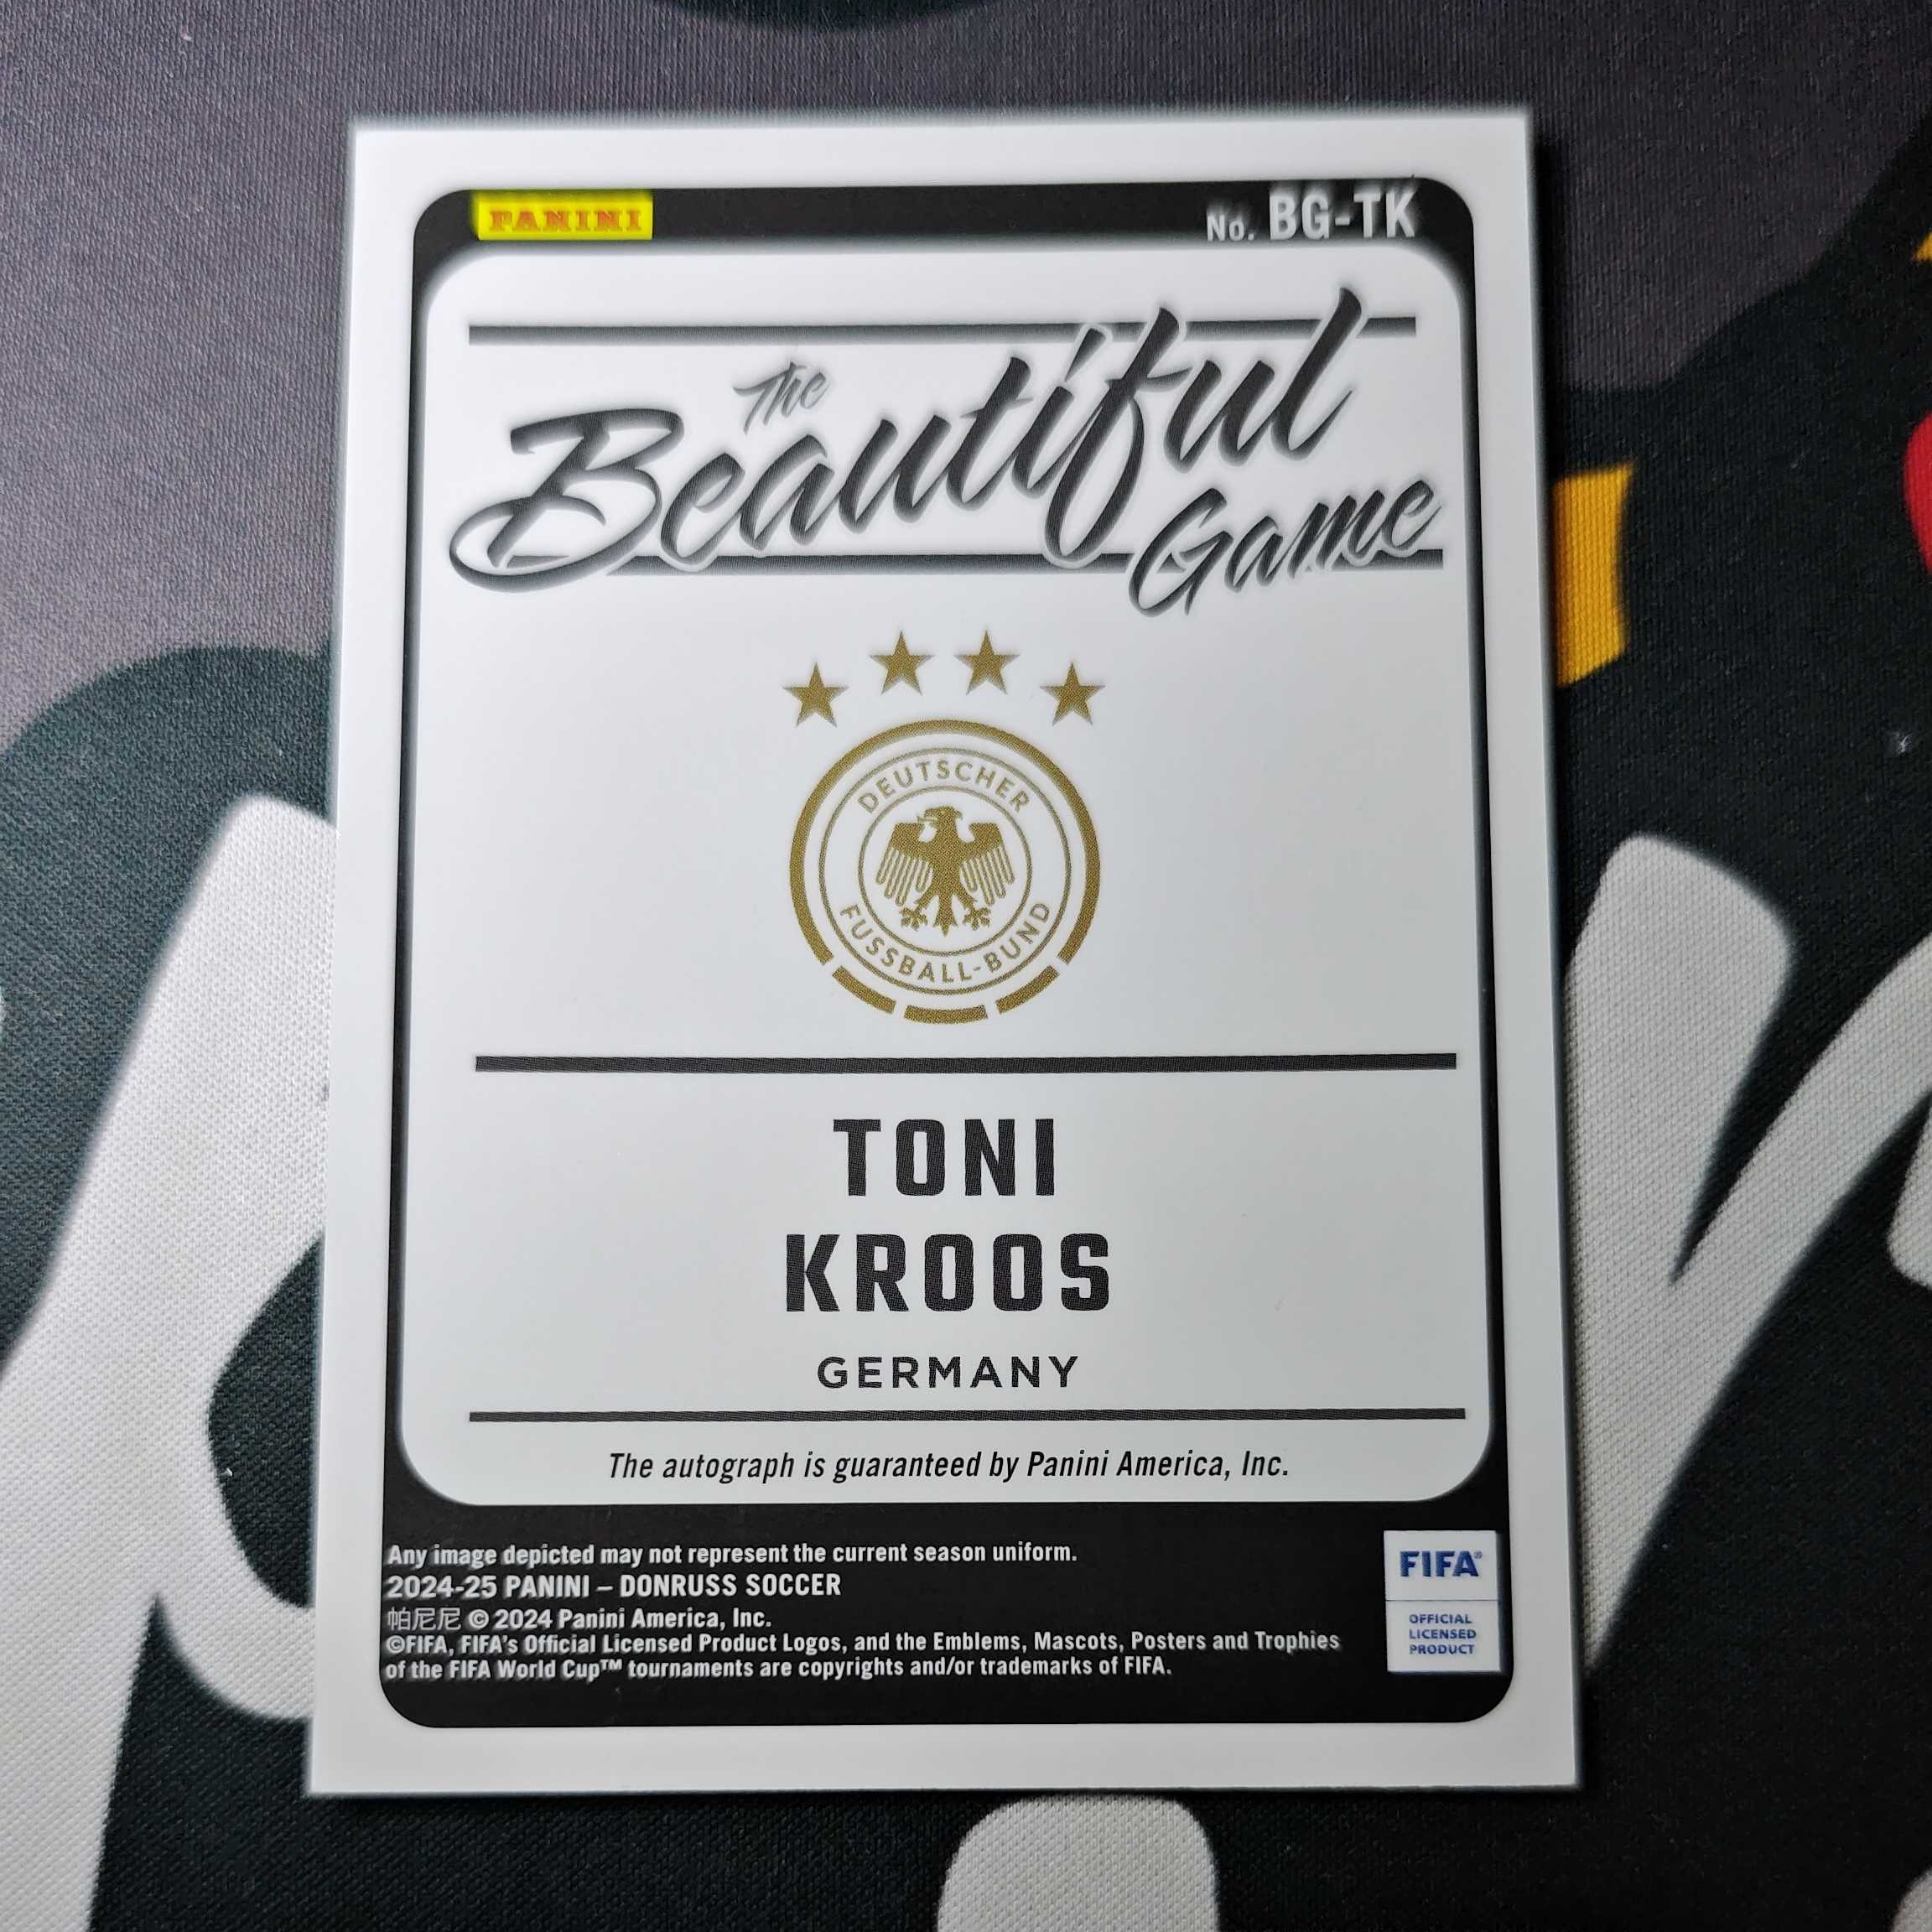 PANINI
No. BG-TK
The
Beautiful
Game
DEUTSCHER
FUSSBALL-BUND
TONI
KROOS
GERMANY
The autograph is guaranteed by Panini America, Inc.
Any image depicted may not represent the current season uniform.
2024-25 PANINI – DONRUSS SOCCER
帕尼尼 © 2024 Panini America, Inc.
©FIFA, FIFA's Official Licensed Product Logos, and the Emblems, Mascots, Posters and Trophies
of the FIFA World Cup™ tournaments are copyrights and/or trademarks of FIFA.
FIFA®
OFFICIAL
LICENSED
PRODUCT